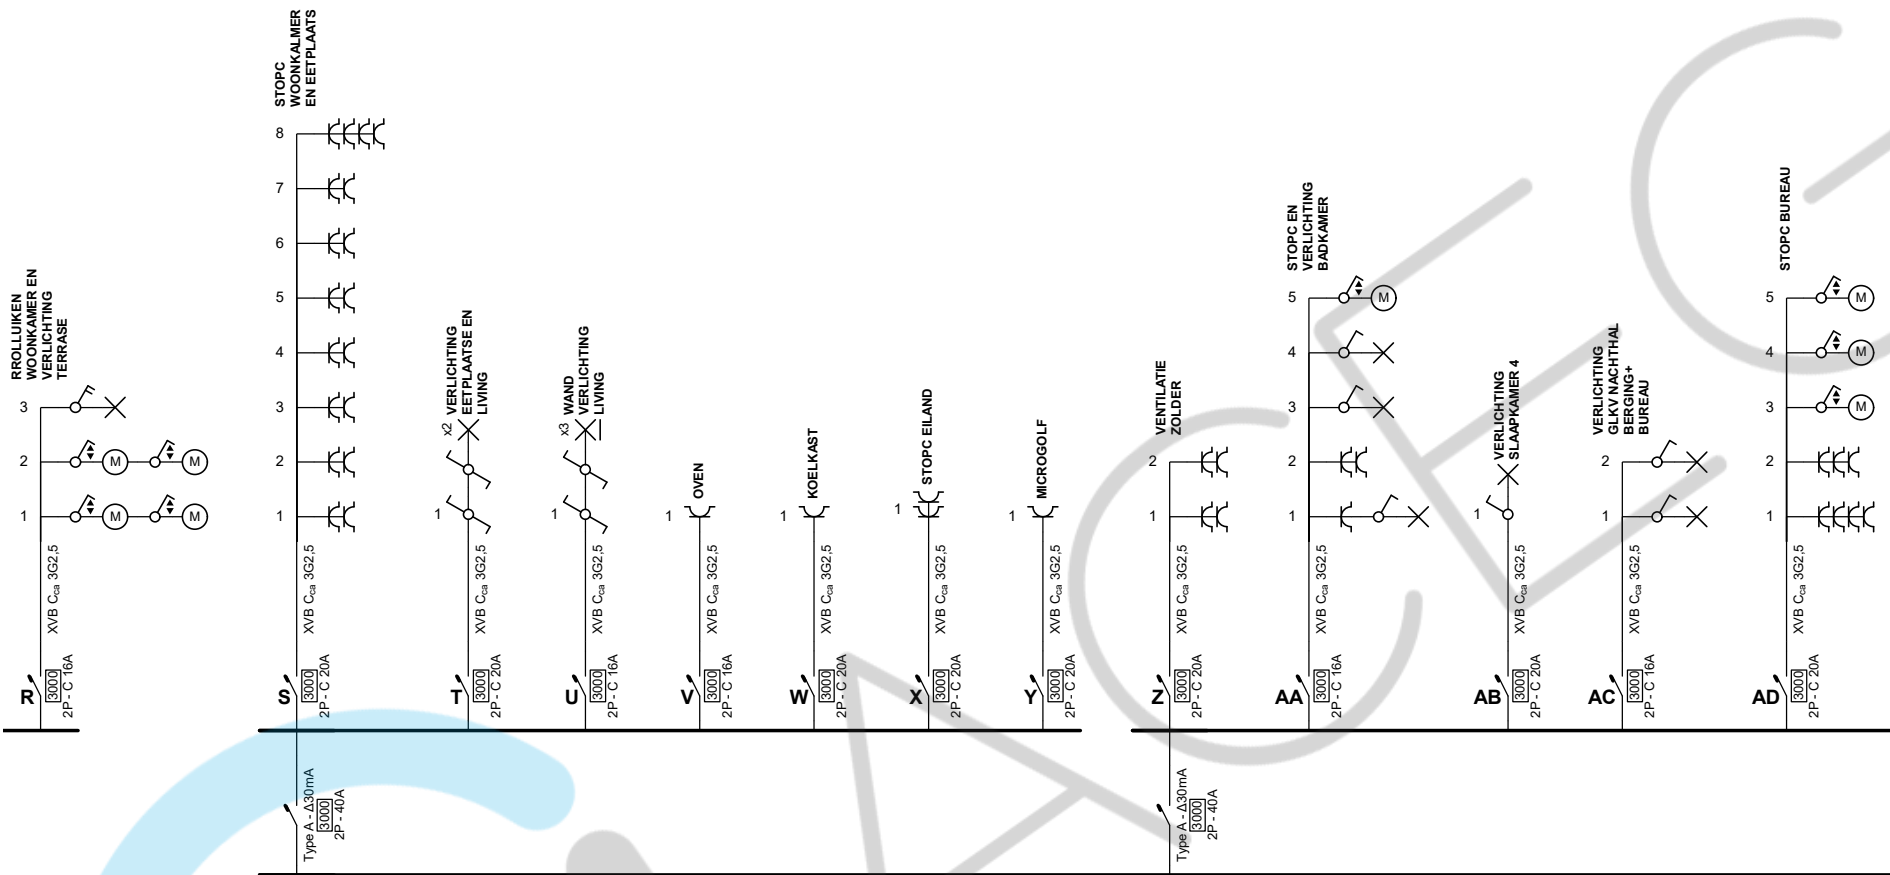 RROLLUIKEN
WOONKAMER EN
VERLICHTING
TERRASE
3
2
M
M
1
M
M
XVB Cca 3G2,5
R
3000
2P - C 16A
STOPC
WOONKALMER
EN EETPLAATS
8
7
6
5
4
3
2
1
XVB Cca 3G2,5
S
3000
2P - C 20A
Type A - Δ30mA
3000
2P - 40A
VERLICHTING
EETPLAATSE EN
LIVING
x2
1
XVB Cca 3G2,5
T
3000
2P - C 20A
WAND
VERLICHTING
LIVING
x3
1
XVB Cca 3G2,5
U
3000
2P - C 16A
OVEN
1
XVB Cca 3G2,5
V
3000
2P - C 16A
KOELKAST
1
XVB Cca 3G2,5
W
3000
2P - C 20A
STOPC EILAND
1
XVB Cca 3G2,5
X
3000
2P - C 20A
MICROGOLF
1
XVB Cca 3G2,5
Y
3000
2P - C 20A
VENTILATIE
ZOLDER
2
1
XVB Cca 3G2,5
Z
3000
2P - C 20A
Type A - Δ30mA
3000
2P - 40A
STOPC EN
VERLICHTING
BADKAMER
5
M
4
3
2
1
XVB Cca 3G2,5
AA
3000
2P - C 16A
VERLICHTING
SLAAPKAMER 4
1
XVB Cca 3G2,5
AB
3000
2P - C 20A
VERLICHTING
GLKV NACHTHAL
BERGING+
BUREAU
2
1
XVB Cca 3G2,5
AC
3000
2P - C 16A
STOPC BUREAU
5
M
4
M
3
M
2
1
XVB Cca 3G2,5
AD
3000
2P - C 20A